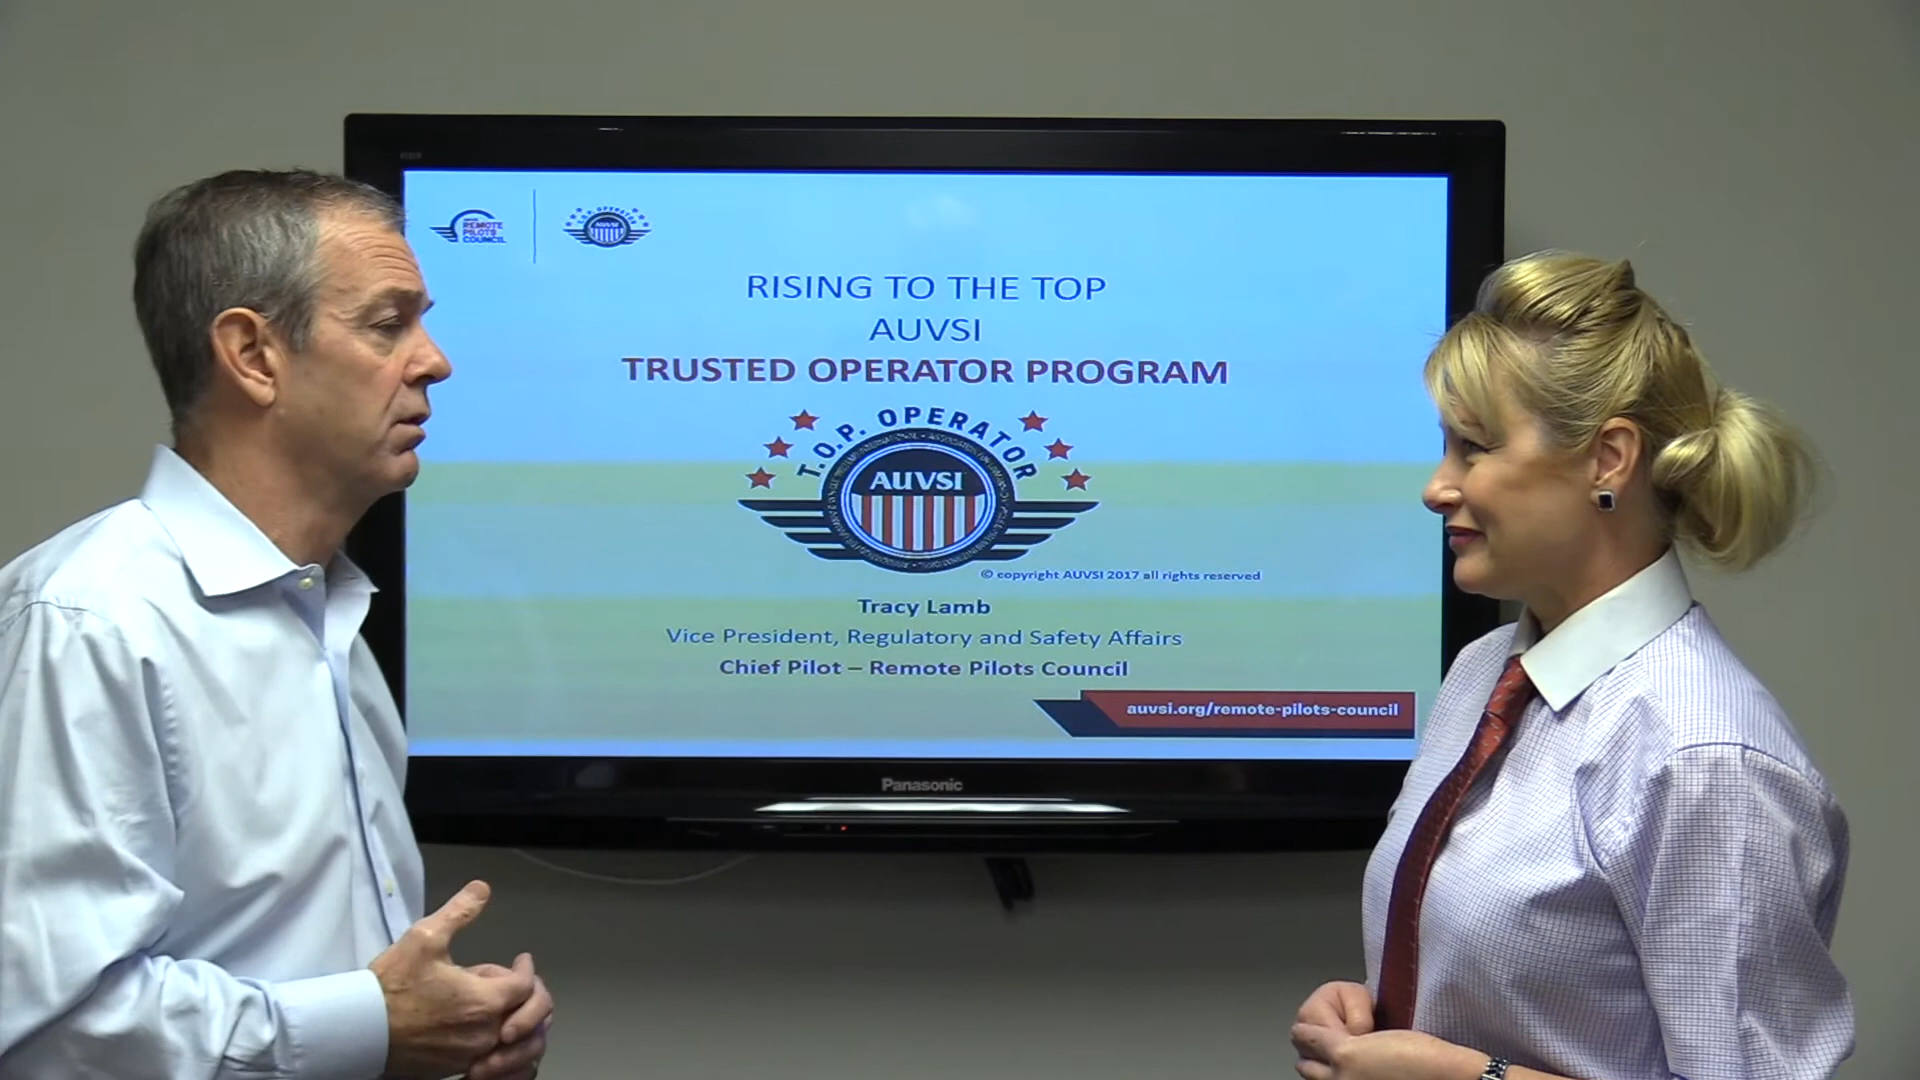 REMOTE
PILOTS
COUNCIL
T.O.P. OPERATOR
AUVSI
RISING TO THE TOP
AUVSI
TRUSTED OPERATOR PROGRAM
T.O.P. OPERATOR
AUVSI
© copyright AUVSI 2017 all rights reserved
Tracy Lamb
Vice President, Regulatory and Safety Affairs
Chief Pilot – Remote Pilots Council
auvsi.org/remote-pilots-council
Panasonic